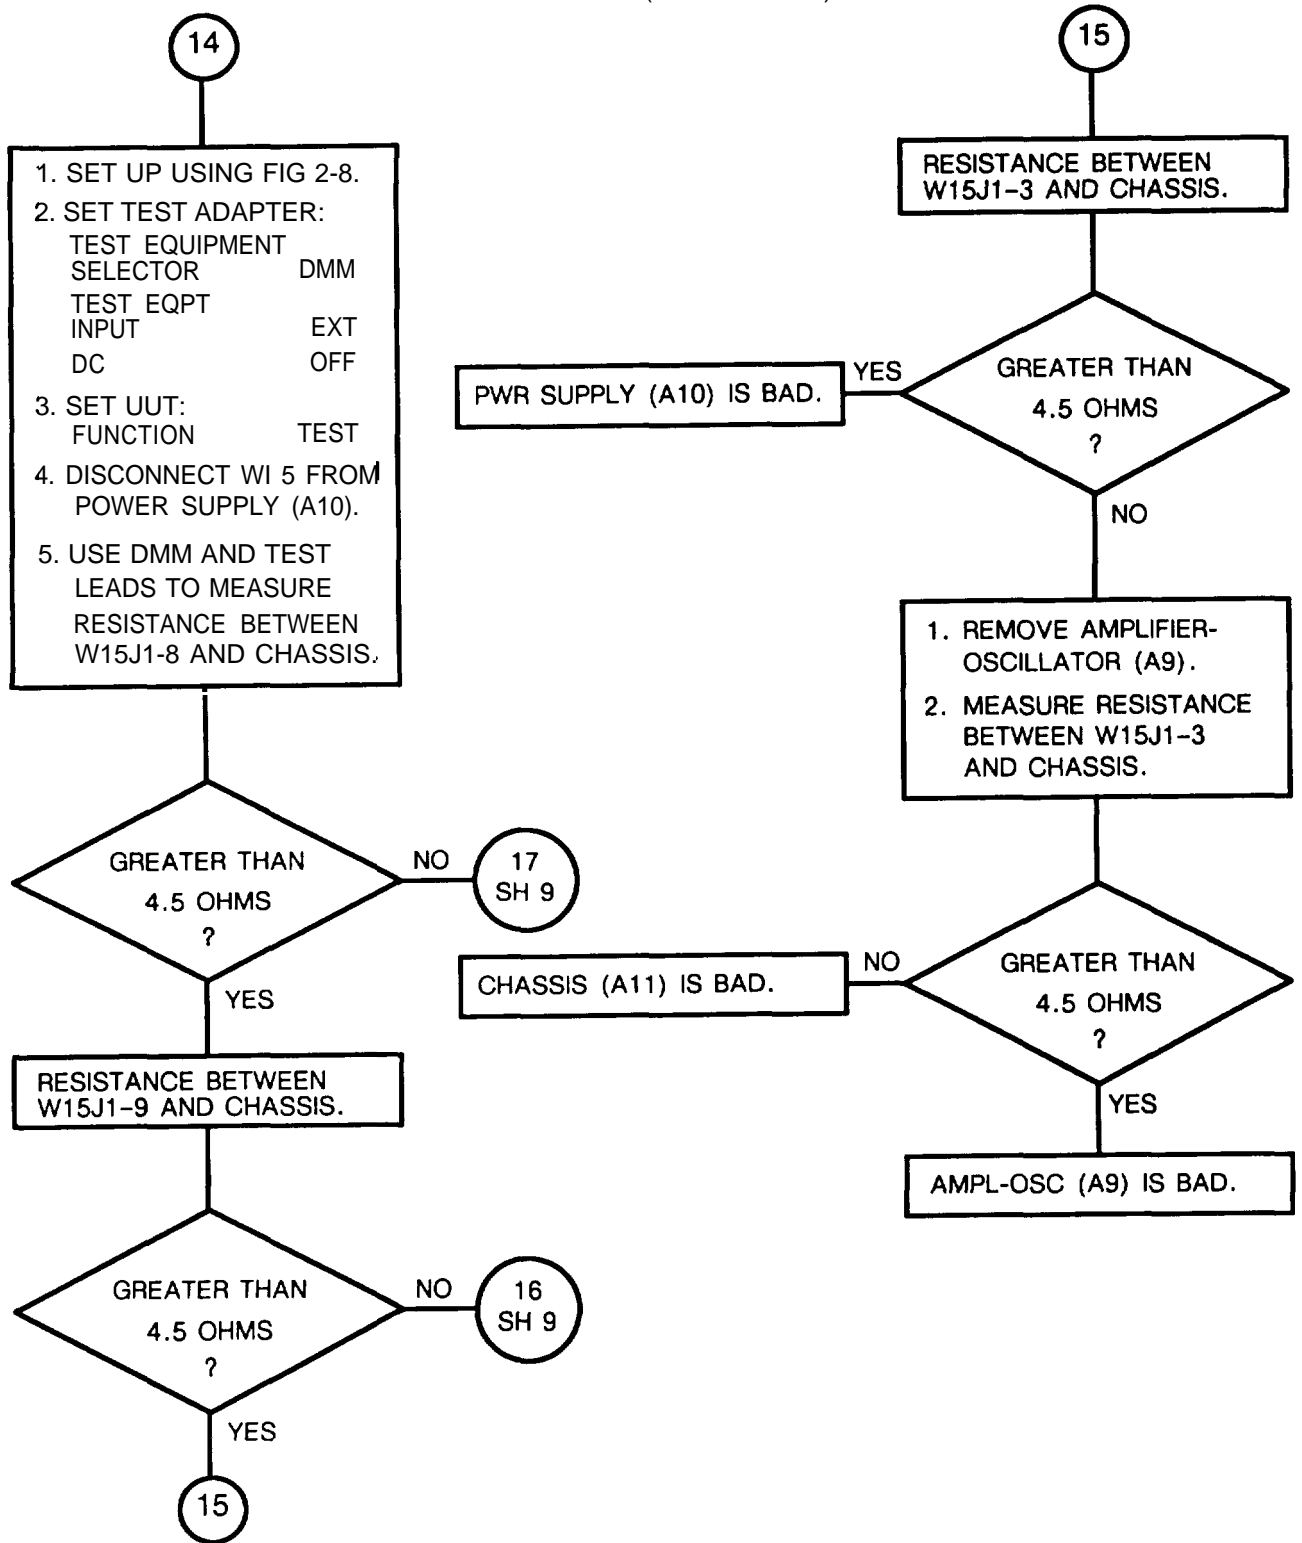 14
1. SET UP USING FIG 2-8.
2. SET TEST ADAPTER:
TEST EQUIPMENT
SELECTOR DMM
TEST EQPT
INPUT EXT
DC OFF
3. SET UUT:
FUNCTION TEST
4. DISCONNECT WI 5 FROM
POWER SUPPLY (A10).
5. USE DMM AND TEST
LEADS TO MEASURE
RESISTANCE BETWEEN
W15J1-8 AND CHASSIS.
GREATER THAN
4.5 OHMS
?
NO
17
SH 9
YES
RESISTANCE BETWEEN
W15J1-9 AND CHASSIS.
GREATER THAN
4.5 OHMS
?
NO
16
SH 9
YES
15
15
RESISTANCE BETWEEN
W15J1-3 AND CHASSIS.
GREATER THAN
4.5 OHMS
?
YES
PWR SUPPLY (A10) IS BAD.
NO
1. REMOVE AMPLIFIER-
OSCILLATOR (A9).
2. MEASURE RESISTANCE
BETWEEN W15J1-3
AND CHASSIS.
GREATER THAN
4.5 OHMS
?
NO
CHASSIS (A11) IS BAD.
YES
AMPL-OSC (A9) IS BAD.